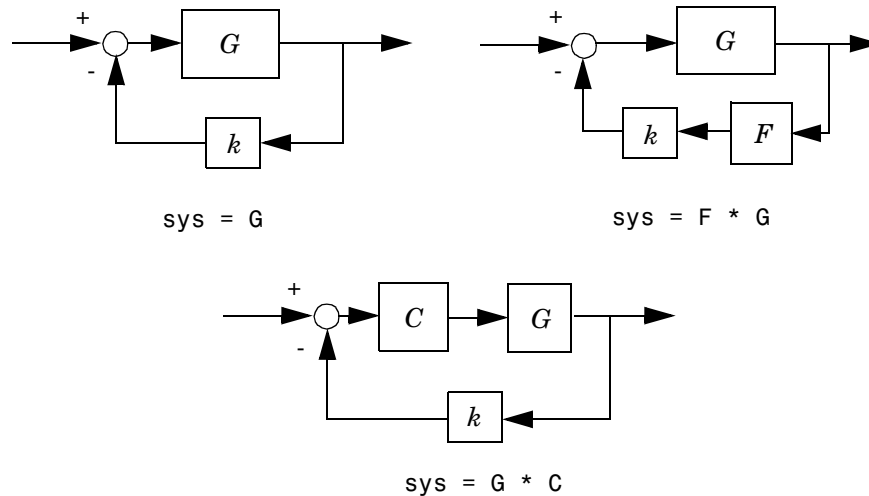 +
-
G
k
sys = G
+
-
G
k
F
sys = F * G
+
-
C
G
k
sys = G * C